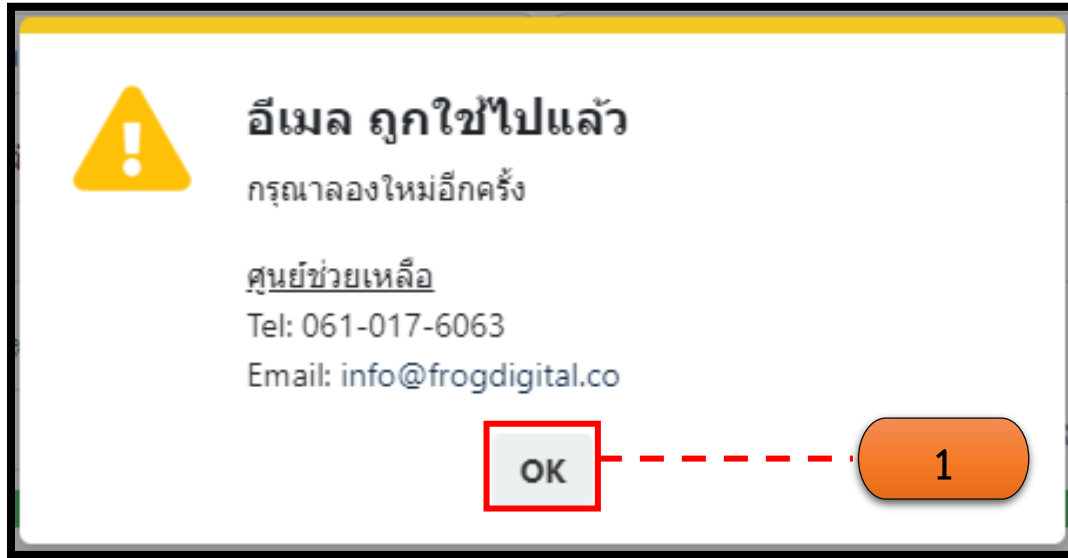 อีเมล ถูกใช้ไปแล้ว
กรุณาลองใหม่อีกครั้ง
ศูนย์ช่วยเหลือ
Tel: 061-017-6063
Email: info@frogdigital.co
OK
1